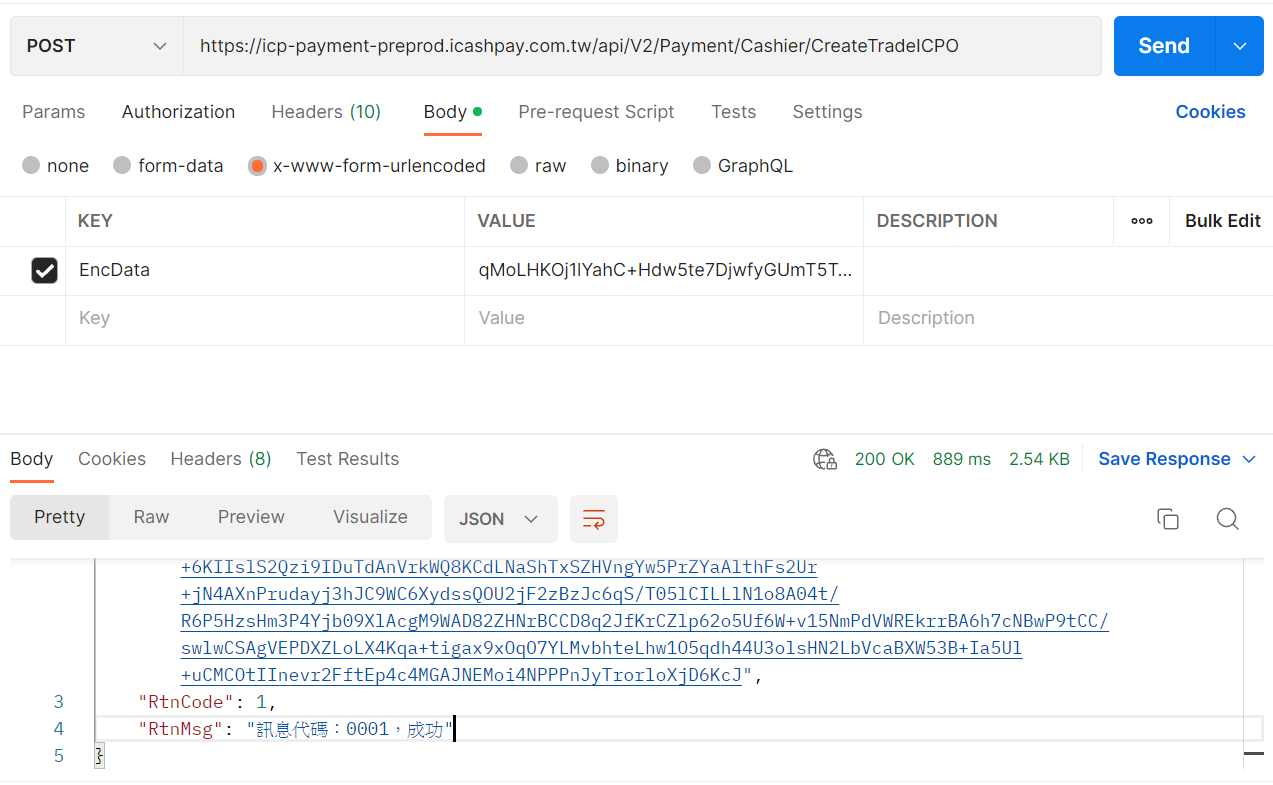 POST
https://icp-payment-preprod.icashpay.com.tw/api/V2/Payment/Cashier/CreateTradeICPO
Send
Params Authorization Headers (10) Body Pre-request Script Tests Settings Cookies
none form-data x-www-form-urlencoded raw binary GraphQL
KEY VALUE DESCRIPTION ooo Bulk Edit
EncData qMoLHKOj1lYahC+Hdw5te7DjwfyGUmT5T...
Key Value Description
Body Cookies Headers (8) Test Results 200 OK 889 ms 2.54 KB Save Response
Pretty Raw Preview Visualize JSON
+6KIIslS2Qzi9IDuTdAnVrkWQ8KCdLNaShTxSZHVngYw5PrZYaAlthFs2Ur
+jN4AXnPrudayj3hJC9WC6XydssQOU2jF2zBzJc6qS/T05lCILLlN1o8A04t/
R6P5HzsHm3P4Yjb09XlAcgM9WAD82ZHNrBCCD8q2JfKrCZlp62o5Uf6W+v15NmPdVWREkrrBA6h7cNBwP9tCC/
swlwCSAgVEPDXZLoLX4Kqa+tigax9xOqO7YLMvbhteLhw1O5qdh44U3olsHN2LbVcaBXW53B+Ia5Ul
+uCMCOtIInevr2FftEp4c4MGAJNEMoi4NPPPnJyTrorloXjD6KcJ",
3 "RtnCode": 1,
4 "RtnMsg": "訊息代碼：0001，成功"
5 }